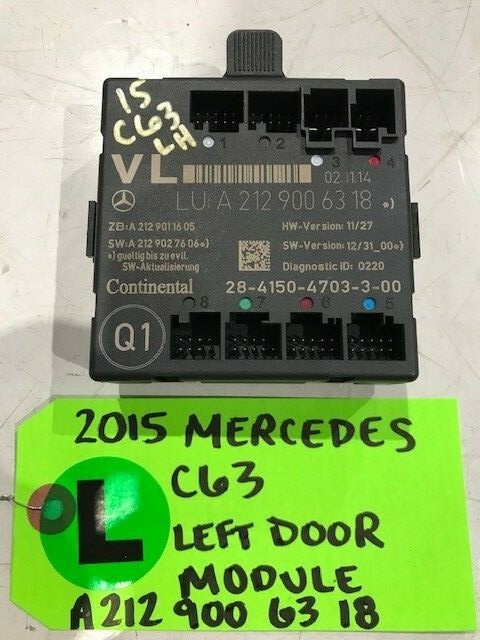 15
C63
LH
1
2
3
4
VL
02.11.14
LU: A 212 900 63 18 *)
ZB: A 212 901 16 05
HW-Version: 11/27
SW: A 212 902 76 06*)
SW-Version: 12/31_00*)
*) gueltig bis zu evtl.
SW-Aktualisierung
Diagnostic ID: 0220
Continental
28-4150-4703-3-00
8
7
6
5
Q1
2015 MERCEDES
L
C63
LEFT DOOR
MODULE
A 212 900 63 18